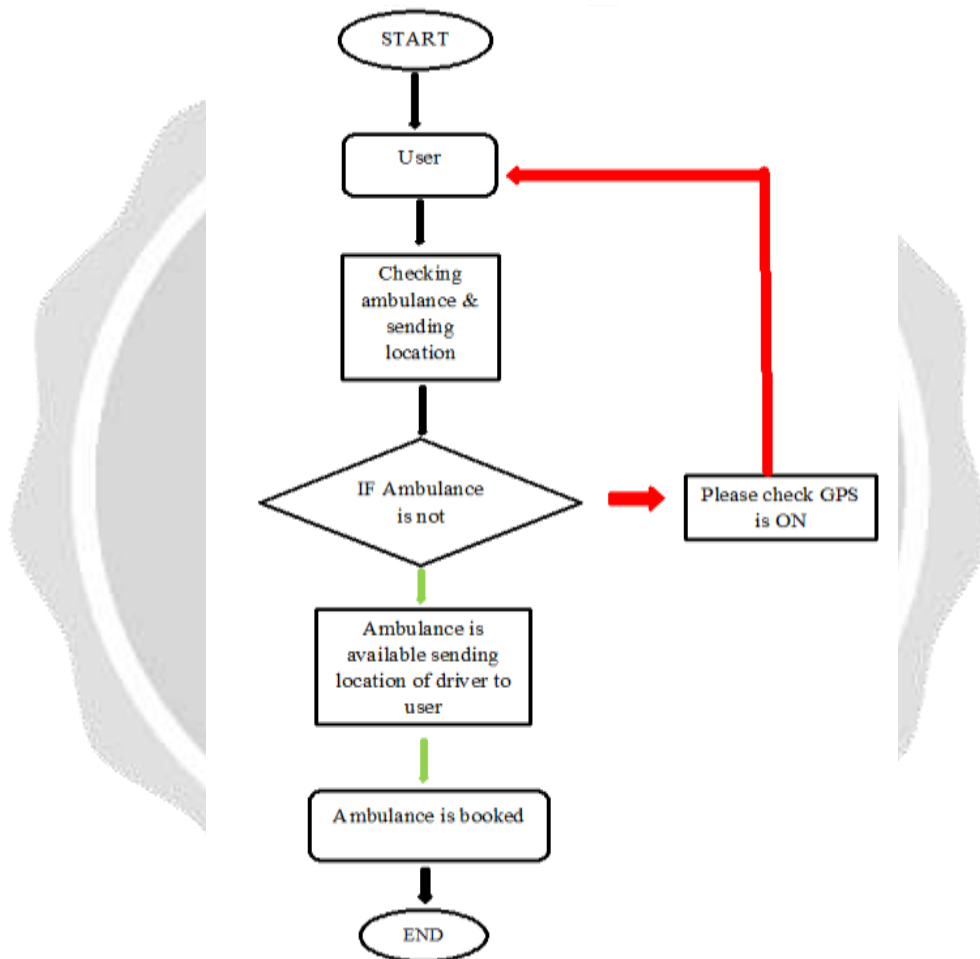 START
User
Checking
ambulance &
sending
location
IF Ambulance
is not
Please check GPS
is ON
Ambulance is
available sending
location of driver to
user
Ambulance is booked
END